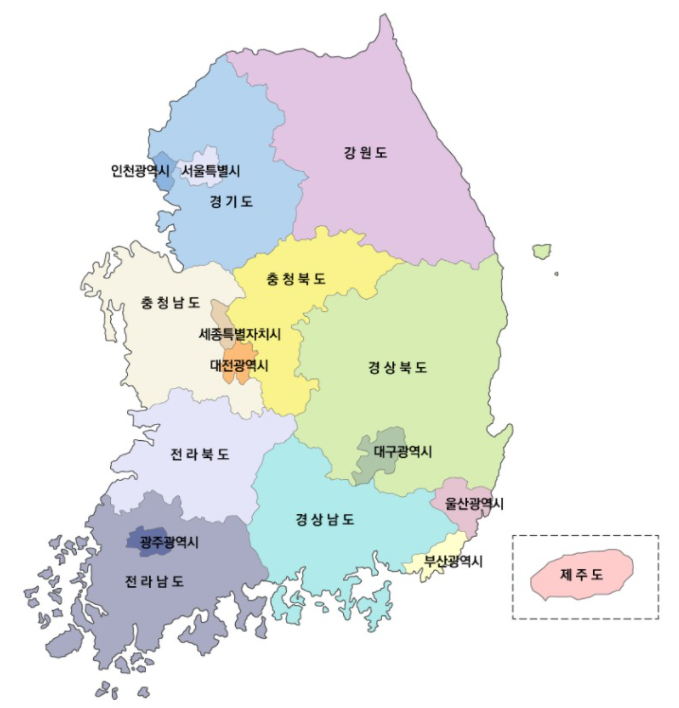 강원도
인천광역시
서울특별시
경기도
충청북도
충청남도
세종특별자치시
대전광역시
경상북도
대구광역시
전라북도
울산광역시
경상남도
광주광역시
부산광역시
제주도
전라남도